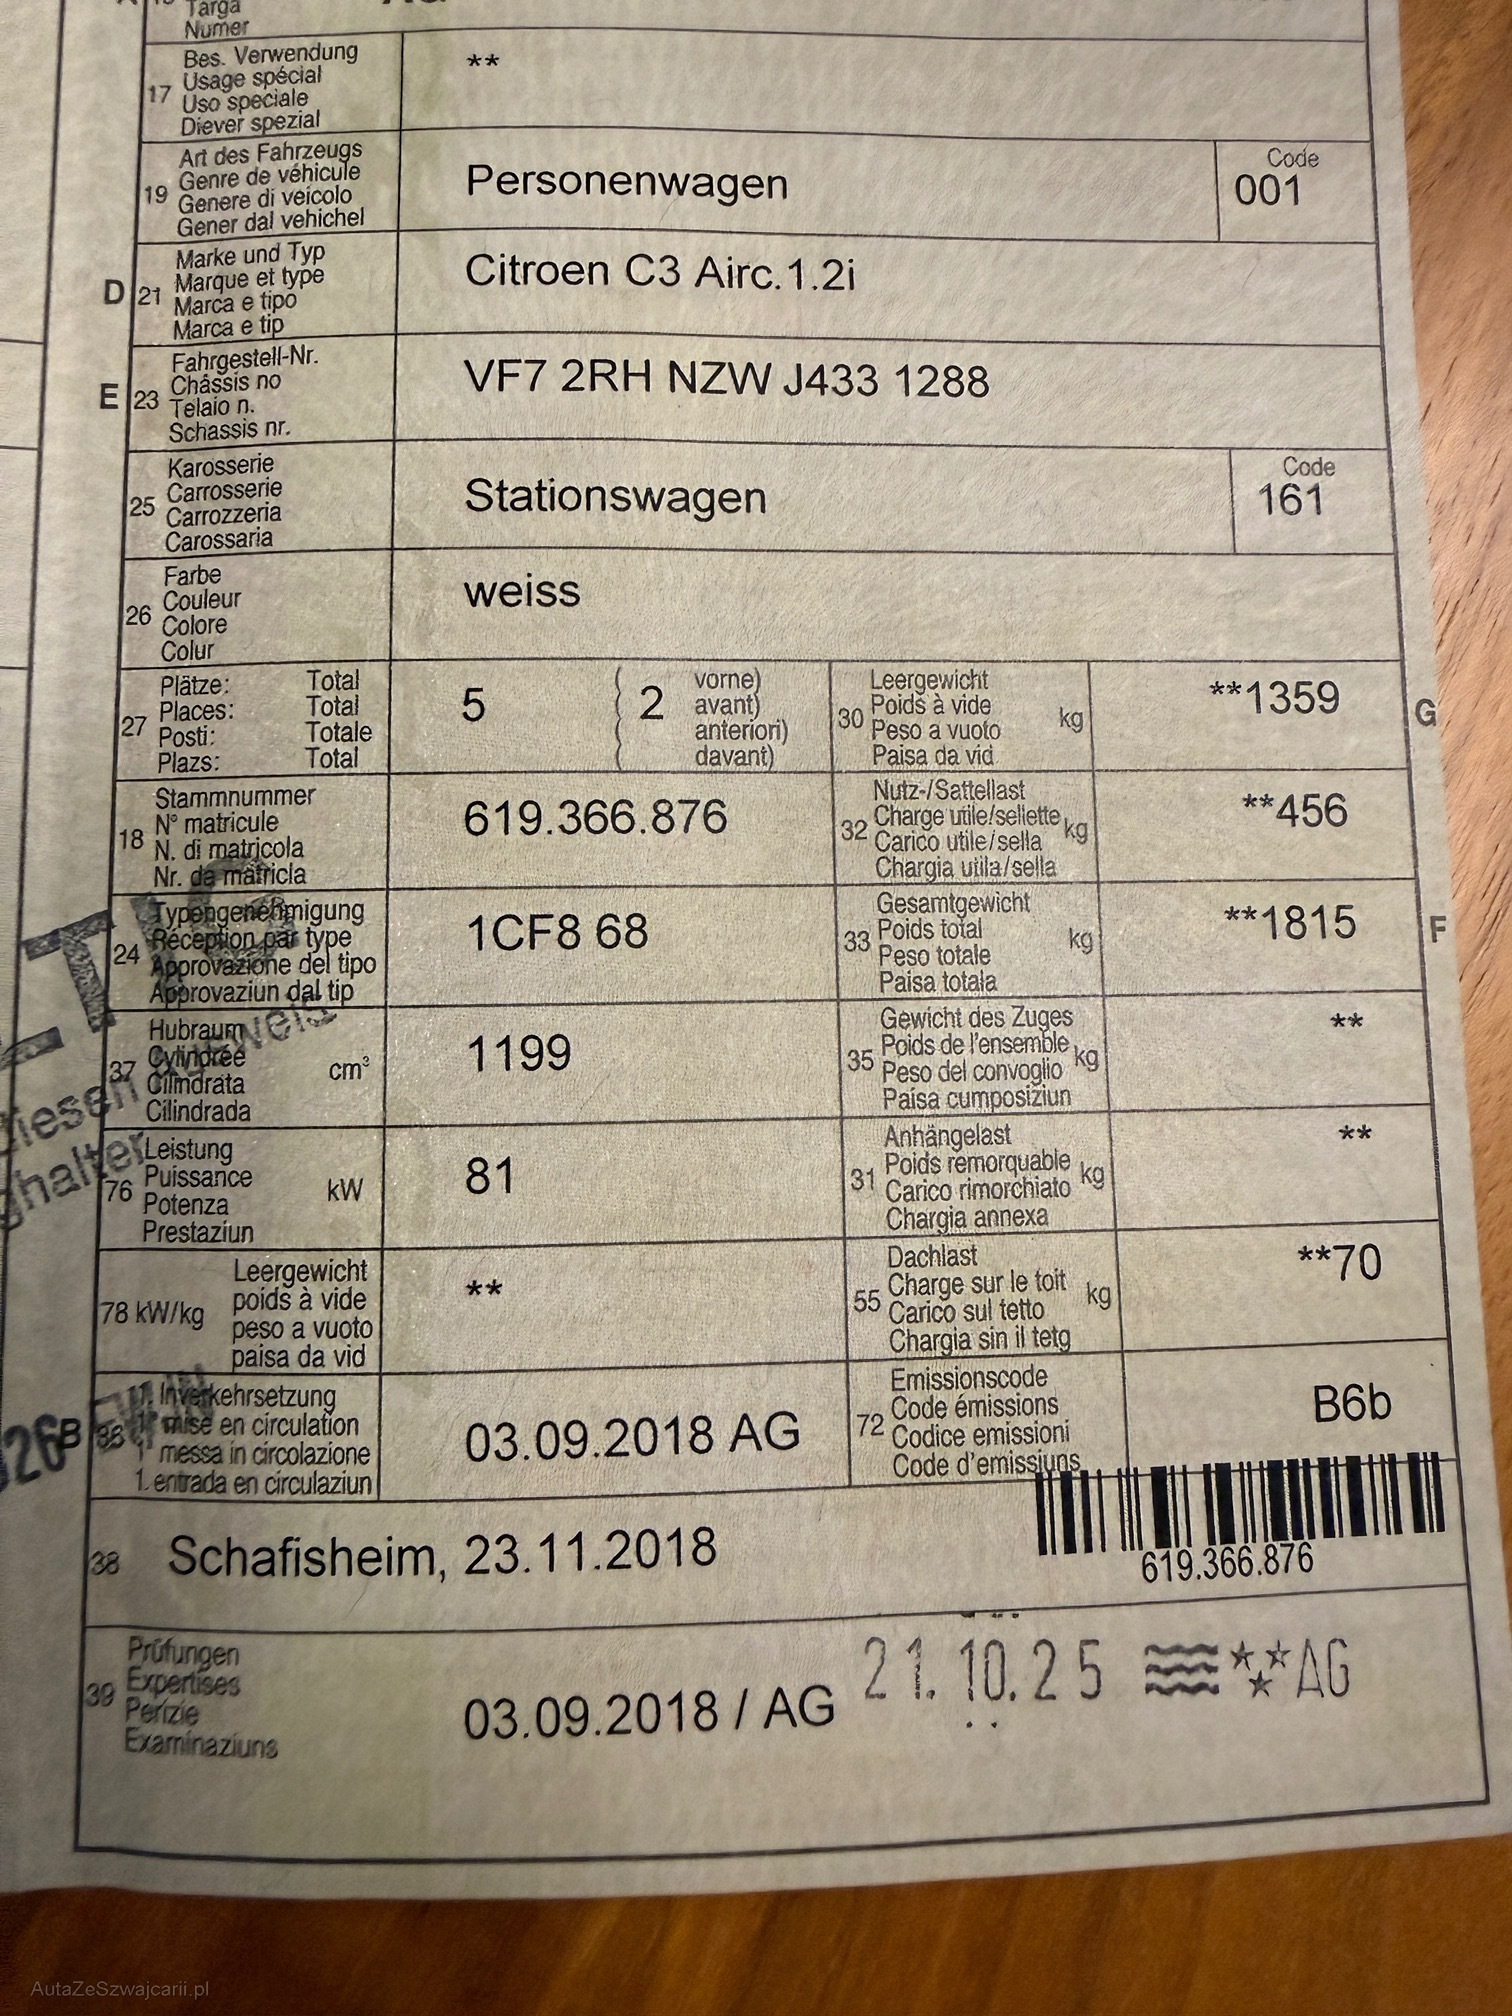 Targa
Numer
17 Bes. Verwendung
Usage spécial
Uso speciale
Diever spezial
**
19 Art des Fahrzeugs
Genre de véhicule
Genere di veicolo
Gener dal vehichel
Personenwagen
Code
001
D 21 Marke und Typ
Marque et type
Marca e tipo
Marca e tip
Citroen C3 Airc.1.2i
E 23 Fahrgestell-Nr.
Châssis no
Telaio n.
Schassis nr.
VF7 2RH NZW J433 1288
25 Karosserie
Carrosserie
Carrozzeria
Carossaria
Stationswagen
Code
161
26 Farbe
Couleur
Colore
Colur
weiss
27 Plätze: Total
Places: Total
Posti: Totale
Plazs: Total
5 ( 2 vorne)
( avant)
( anteriori)
( davant)
30 Leergewicht
Poids à vide
Peso a vuoto
Paisa da vid
kg **1359 G
18 Stammnummer
N° matricule
N. di matricola
Nr. da matricla
619.366.876
32 Nutz-/Sattellast
Charge utile/sellette
Carico utile/sella
Chargia utila/sella
kg **456
24 Typengenehmigung
Réception par type
Approvazione del tipo
Approvaziun dal tip
1CF8 68
33 Gesamtgewicht
Poids total
Peso totale
Paisa totala
kg **1815 F
37 Hubraum
Cylindrée
Cilindrata
Cilindrada
cm³ 1199
35 Gewicht des Zuges
Poids de l'ensemble
Peso del convoglio
Paisa cumposiziun
kg **
76 Leistung
Puissance
Potenza
Prestaziun
kW 81
31 Anhängelast
Poids remorquable
Carico rimorchiato
Chargia annexa
kg **
78 kW/kg Leergewicht
poids à vide
peso a vuoto
paisa da vid
**
55 Dachlast
Charge sur le toit
Carico sul tetto
Chargia sin il tetg
kg **70
B 36 1. Inverkehrsetzung
1ʳᵉ mise en circulation
1ᵃ messa in circolazione
1. entrada en circulaziun
03.09.2018 AG
72 Emissionscode
Code émissions
Codice emissioni
Code d'emissiuns
B6b
38 Schafisheim, 23.11.2018
619.366.876
39 Prüfungen
Expertises
Perizie
Examinaziuns
03.09.2018 / AG
21.10.25 AG
AutaZeSzwajcarii.pl